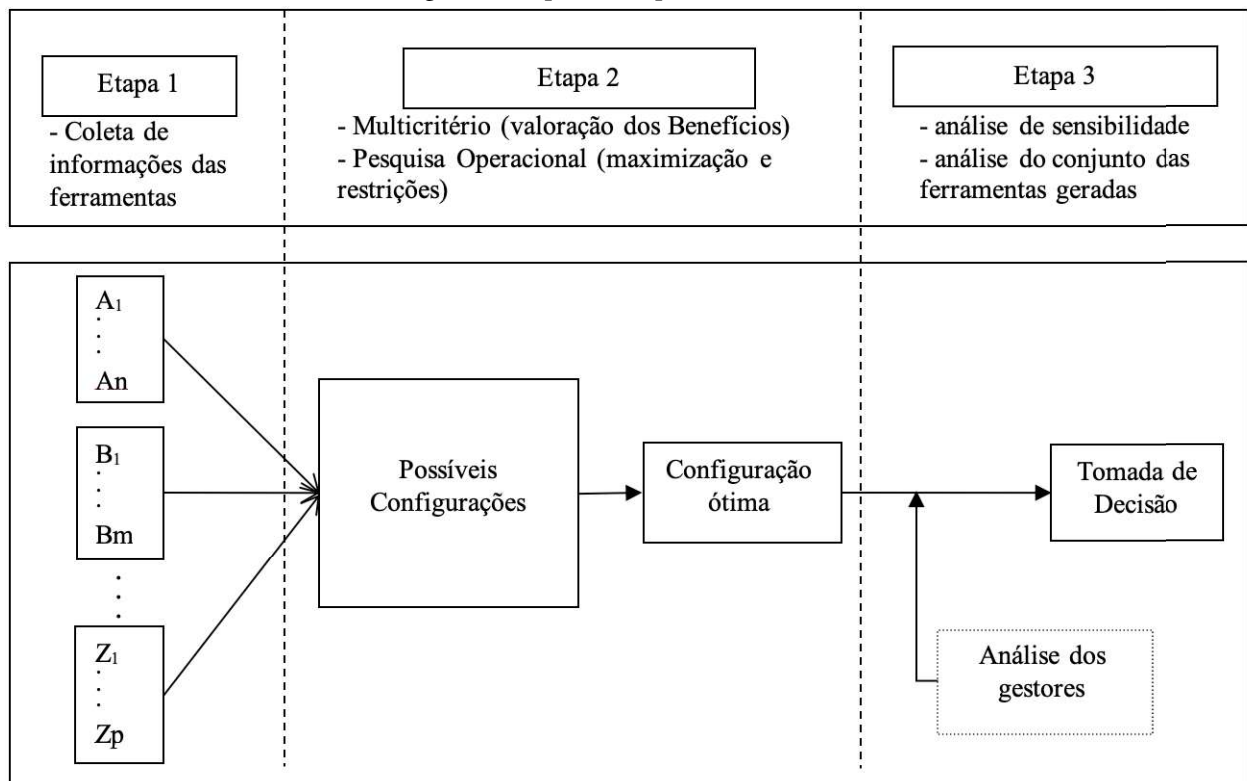 Etapa 1
- Coleta de
informações das
ferramentas
Etapa 2
- Multicritério (valoração dos Benefícios)
- Pesquisa Operacional (maximização e
restrições)
Etapa 3
- análise de sensibilidade
- análise do conjunto das
ferramentas geradas
A1
An
B1
Bm
Z1
Zp
Possíveis
Configurações
Configuração
ótima
Tomada de
Decisão
Análise dos
gestores